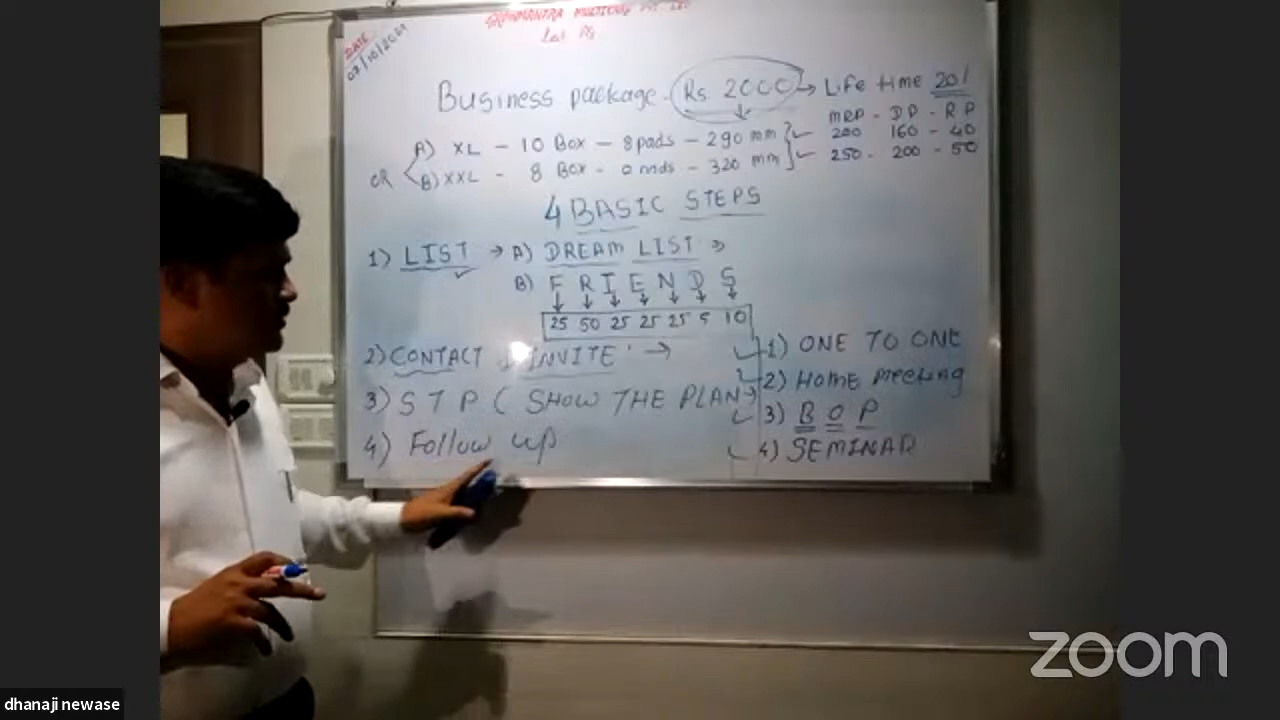 DATE
07/10/2021
MULTICHO PVT LTD
Business package - Rs. 2000 → Life time 20%
MRP - DP - RP
A) XL - 10 Box - 8 pads - 290 mm 200 160 - 40
OR B) XXL - 8 Box - - 320 mm 250 - 200 - 50
4 BASIC STEPS
1) LIST → A) DREAM LIST
B) F R I E N D S
25 50 25 25 25 5 10
2) CONTACT & INVITE →
3) S T P ( SHOW THE PLAN →
4) Follow up
1) ONE TO ONE
2) Home Meeting
3) B O P
4) SEMINAR
zoom
dhanaji newase